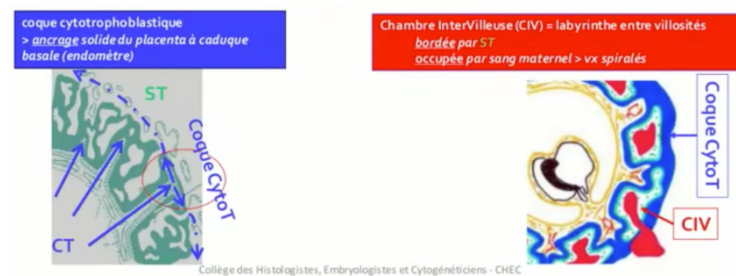 coque cytotrophoblastique
> ancrage solide du placenta à caduque
basale (endomètre)
Chambre InterVilleuse (CIV) = labyrinthe entre villosités
bordée par ST
occupée par sang maternel > vx spiralés
ST
Coque CytoT
CT
Coque CytoT
CIV
Collège des Histologistes, Embryologistes et Cytogénéticiens - CHEC